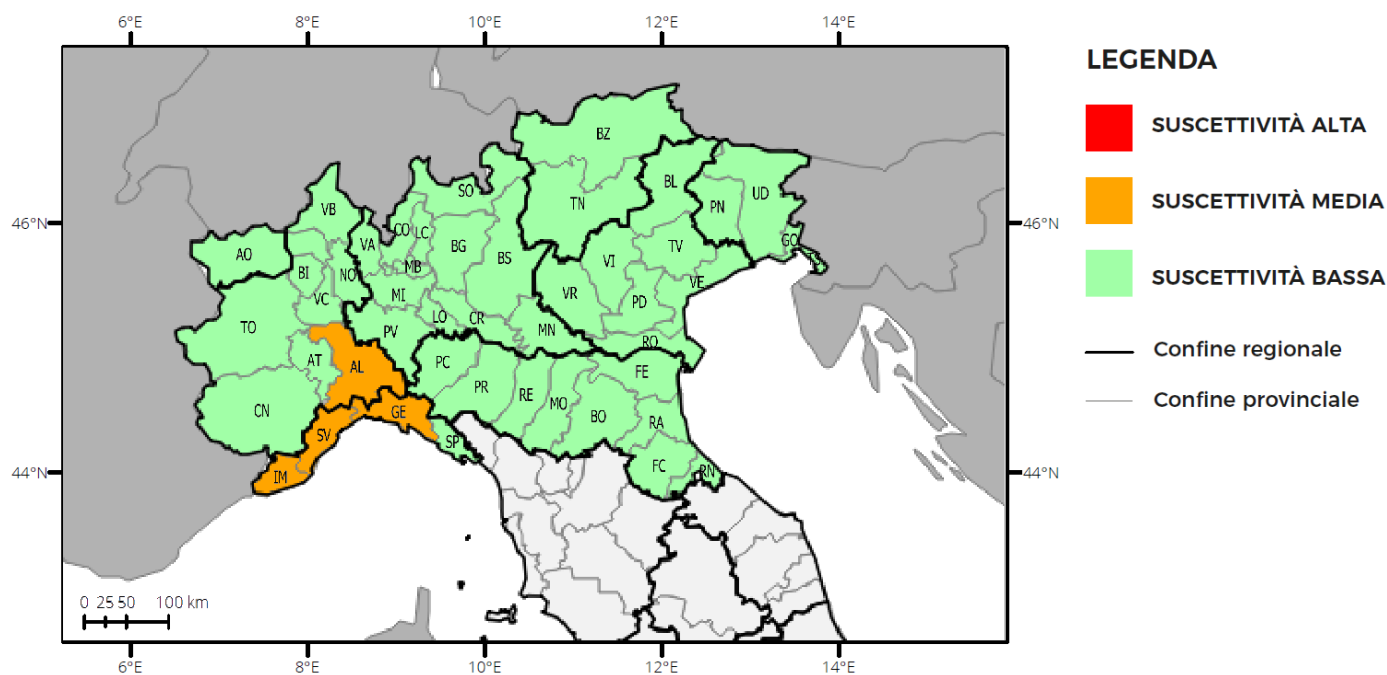 6°E 8°E 10°E 12°E 14°E
LEGENDA
SUSCETTIVITÀ ALTA
SUSCETTIVITÀ MEDIA
SUSCETTIVITÀ BASSA
Confine regionale
Confine provinciale
46°N 46°N
44°N 44°N
BZ
SO
BL
UD
VB
TN
PN
CO
LC
VA
GO
AO
BG
BS
TV
BI
NO
MB
VI
VE
VC
MI
VR
PD
TO
LO
CR
PV
MN
RO
AT
AL
PC
FE
PR
RE
MO
CN
GE
BO
RA
SV
SP
FC
RN
IM
0 25 50 100 km
6°E 8°E 10°E 12°E 14°E